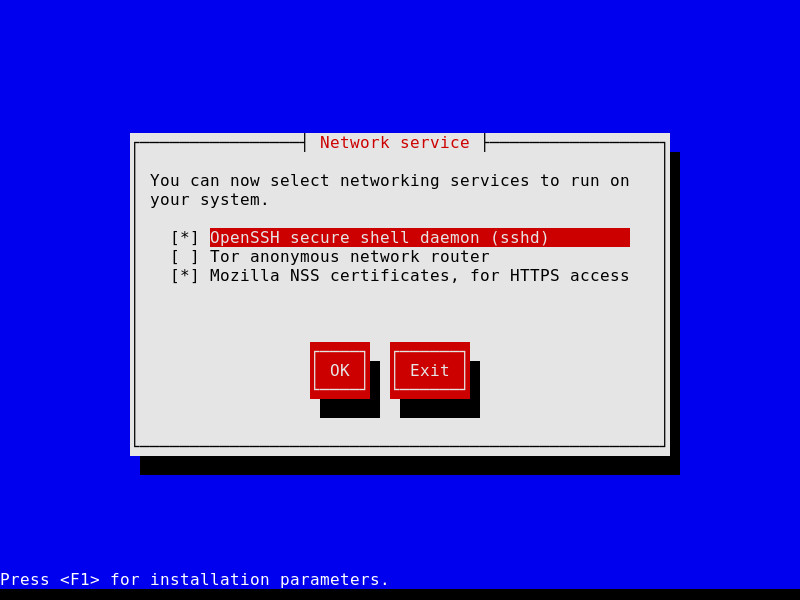 Network service
You can now select networking services to run on
your system.
[*] OpenSSH secure shell daemon (sshd)
[ ] Tor anonymous network router
[*] Mozilla NSS certificates, for HTTPS access
OK Exit
Press <F1> for installation parameters.